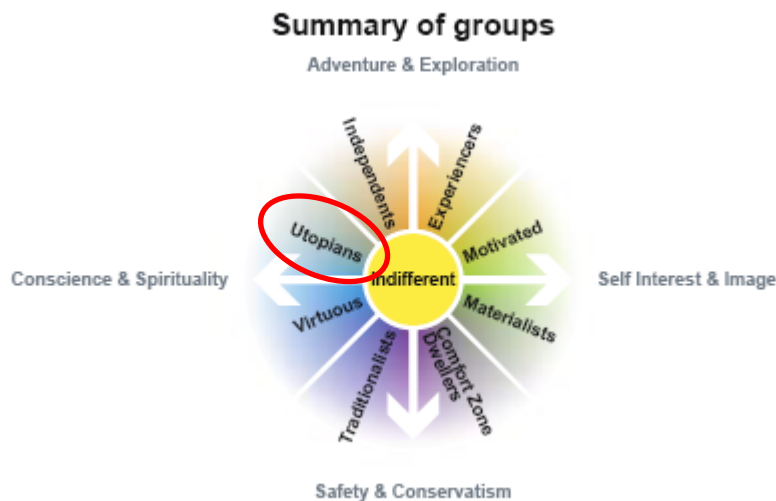 Summary of groups
Adventure & Exploration
Independents
Experiencers
Utopians
Motivated
Conscience & Spirituality
Indifferent
Self Interest & Image
Virtuous
Materialists
Traditionalists
Comfort Zone
Dwellers
Safety & Conservatism